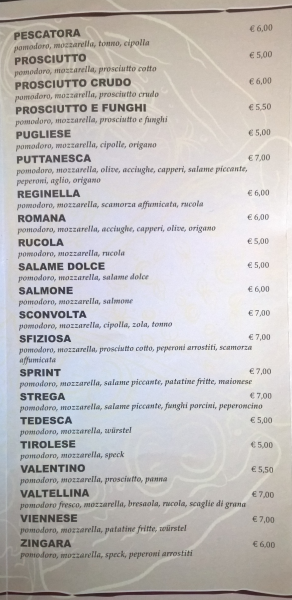 PESCATORA € 6,00
pomodoro, mozzarella, tonno, cipolla
PROSCIUTTO € 5,00
pomodoro, mozzarella, prosciutto cotto
PROSCIUTTO CRUDO € 6,00
pomodoro, mozzarella, prosciutto crudo
PROSCIUTTO E FUNGHI € 5,50
pomodoro, mozzarella, prosciutto e funghi
PUGLIESE € 5,00
pomodoro, mozzarella, cipolle, origano
PUTTANESCA € 7,00
pomodoro, mozzarella, olive, acciughe, capperi, salame piccante,
peperoni, aglio, origano
REGINELLA € 6,00
pomodoro, mozzarella, scamorza affumicata, rucola
ROMANA € 6,00
pomodoro, mozzarella, acciughe, capperi, olive, origano
RUCOLA € 5,00
pomodoro, mozzarella, rucola
SALAME DOLCE € 5,00
pomodoro, mozzarella, salame dolce
SALMONE € 6,00
pomodoro, mozzarella, salmone
SCONVOLTA € 7,00
pomodoro, mozzarella, cipolla, zola, tonno
SFIZIOSA € 7,00
pomodoro, mozzarella, prosciutto cotto, peperoni arrostiti, scamorza
affumicata
SPRINT € 7,00
pomodoro, mozzarella, salame piccante, patatine fritte, maionese
STREGA € 7,00
pomodoro, mozzarella, salame piccante, funghi porcini, peperoncino
TEDESCA € 5,00
pomodoro, mozzarella, würstel
TIROLESE € 5,00
pomodoro, mozzarella, speck
VALENTINO € 5,50
pomodoro, mozzarella, prosciutto, panna
VALTELLINA € 7,00
pomodoro fresco, mozzarella, bresaola, rucola, scaglie di grana
VIENNESE € 7,00
pomodoro, mozzarella, patatine fritte, würstel
ZINGARA € 6,00
pomodoro, mozzarella, speck, peperoni arrostiti